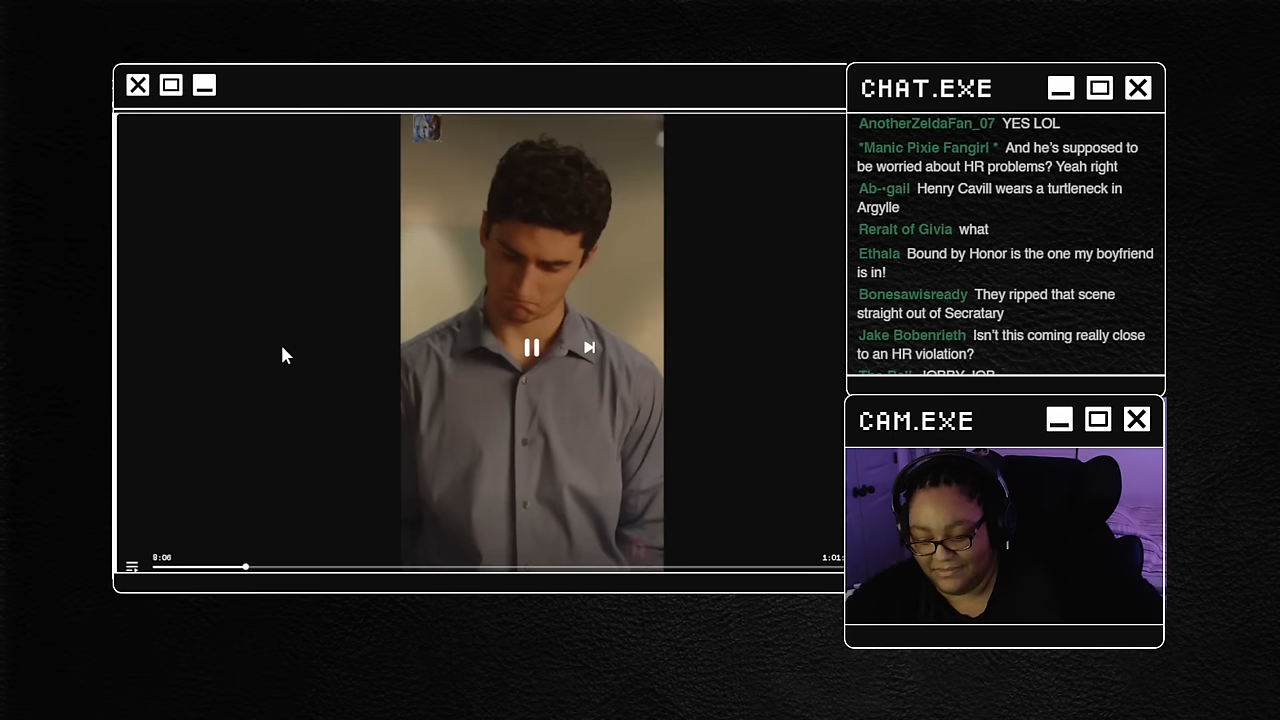 CHAT.EXE
AnotherZeldaFan_07 YES LOL
*Manic Pixie Fangirl * And he's supposed to
be worried about HR problems? Yeah right
Ab-•gail Henry Cavill wears a turtleneck in
Argylle
Reralt of Givia what
Ethala Bound by Honor is the one my boyfriend
is in!
Bonesawisready They ripped that scene
straight out of Secratary
Jake Bobenrieth Isn't this coming really close
to an HR violation?
CAM.EXE
8:06
1:01: